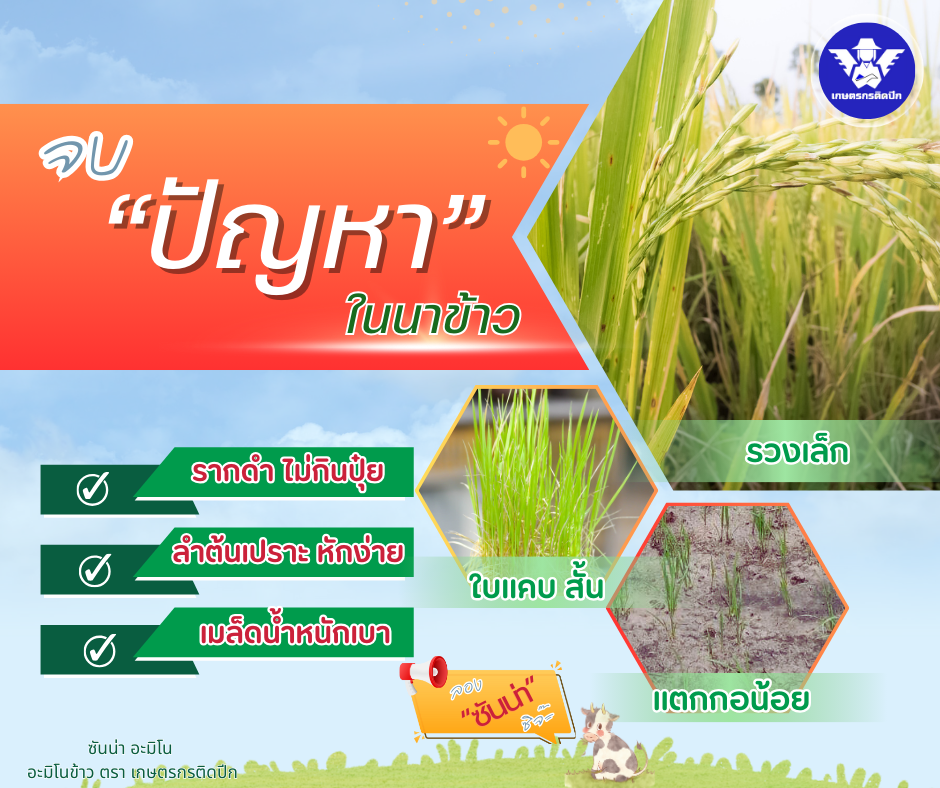 เกษตรกรติดปีก
จบ
“ปัญหา”
ในนาข้าว
รวงเล็ก
รากดำ ไม่กินปุ๋ย
ลำต้นเปราะ หักง่าย
เมล็ดน้ำหนักเบา
ใบแคบ สั้น
แตกกอน้อย
ลอง
“ซันน่า”
ซิจ๊ะ
ซันน่า อะมิโน
อะมิโนข้าว ตรา เกษตรกรติดปีก